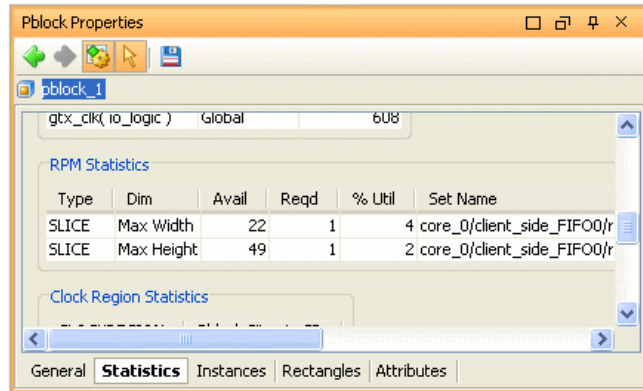 Pblock Properties
pblock_1
gtx_clk( io_logic ) Global 608
RPM Statistics
Type Dim Avail Reqd % Util Set Name
SLICE Max Width 22 1 4 core_0/client_side_FIFO0/r
SLICE Max Height 49 1 2 core_0/client_side_FIFO0/r
Clock Region Statistics
General Statistics Instances Rectangles Attributes